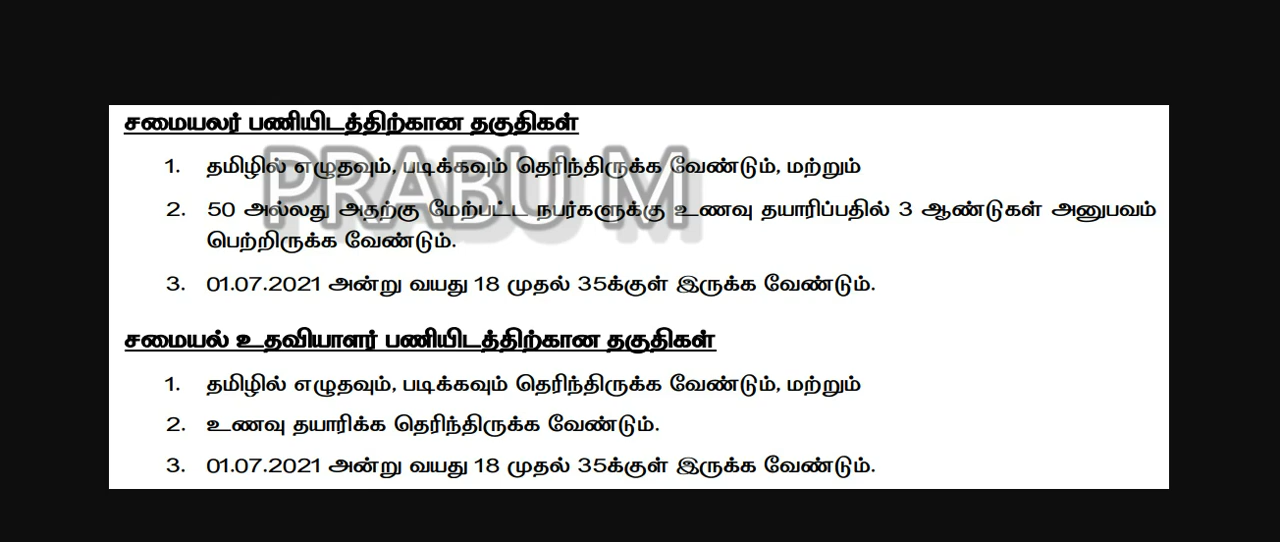 சமையலர் பணியிடத்திற்கான தகுதிகள்
1. தமிழில் எழுதவும், படிக்கவும் தெரிந்திருக்க வேண்டும், மற்றும்
2. 50 அல்லது அதற்கு மேற்பட்ட நபர்களுக்கு உணவு தயாரிப்பதில் 3 ஆண்டுகள் அனுபவம்
பெற்றிருக்க வேண்டும்.
3. 01.07.2021 அன்று வயது 18 முதல் 35க்குள் இருக்க வேண்டும்.
சமையல் உதவியாளர் பணியிடத்திற்கான தகுதிகள்
1. தமிழில் எழுதவும், படிக்கவும் தெரிந்திருக்க வேண்டும், மற்றும்
2. உணவு தயாரிக்க தெரிந்திருக்க வேண்டும்.
3. 01.07.2021 அன்று வயது 18 முதல் 35க்குள் இருக்க வேண்டும்.
PRABU M